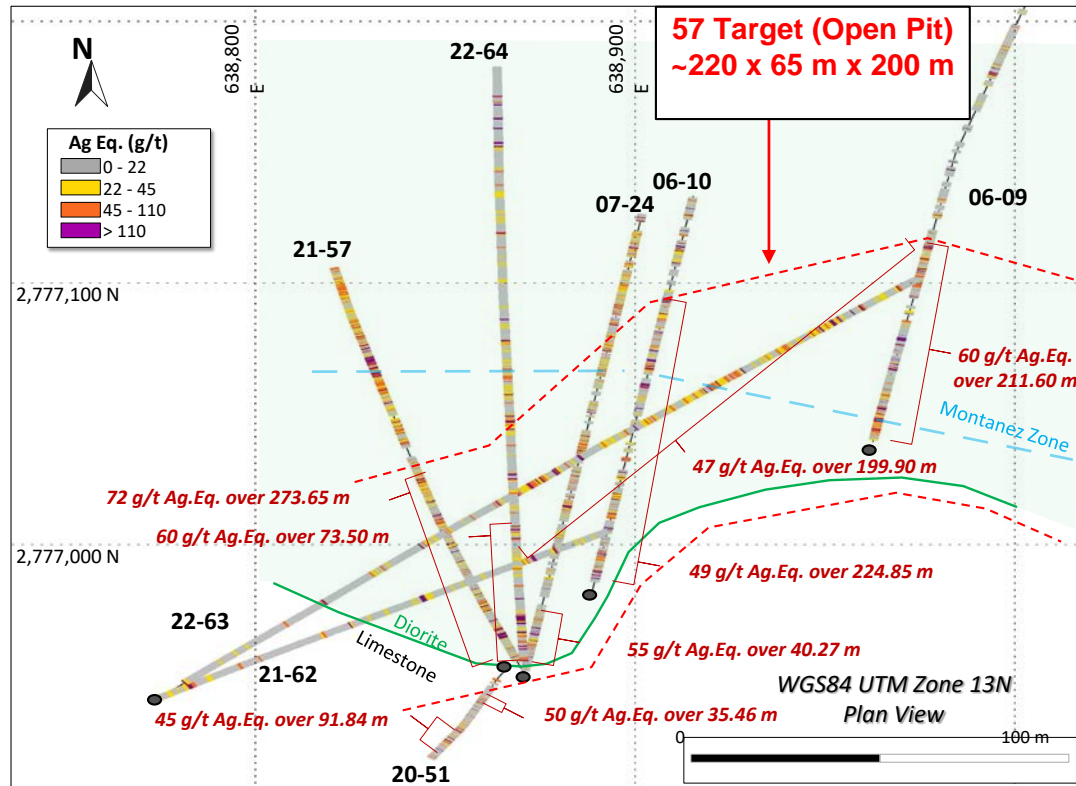 57 Target (Open Pit)
~220 x 65 m x 200 m
N
638,800
E
638,900
E
22-64
Ag Eq. (g/t)
0 - 22
22 - 45
45 - 110
> 110
06-10
07-24
06-09
21-57
2,777,100 N
60 g/t Ag.Eq.
over 211.60 m
Montanez Zone
47 g/t Ag.Eq. over 199.90 m
72 g/t Ag.Eq. over 273.65 m
60 g/t Ag.Eq. over 73.50 m
2,777,000 N
49 g/t Ag.Eq. over 224.85 m
22-63
Diorite
Limestone
21-62
55 g/t Ag.Eq. over 40.27 m
WGS84 UTM Zone 13N
Plan View
45 g/t Ag.Eq. over 91.84 m
50 g/t Ag.Eq. over 35.46 m
20-51
0
100 m